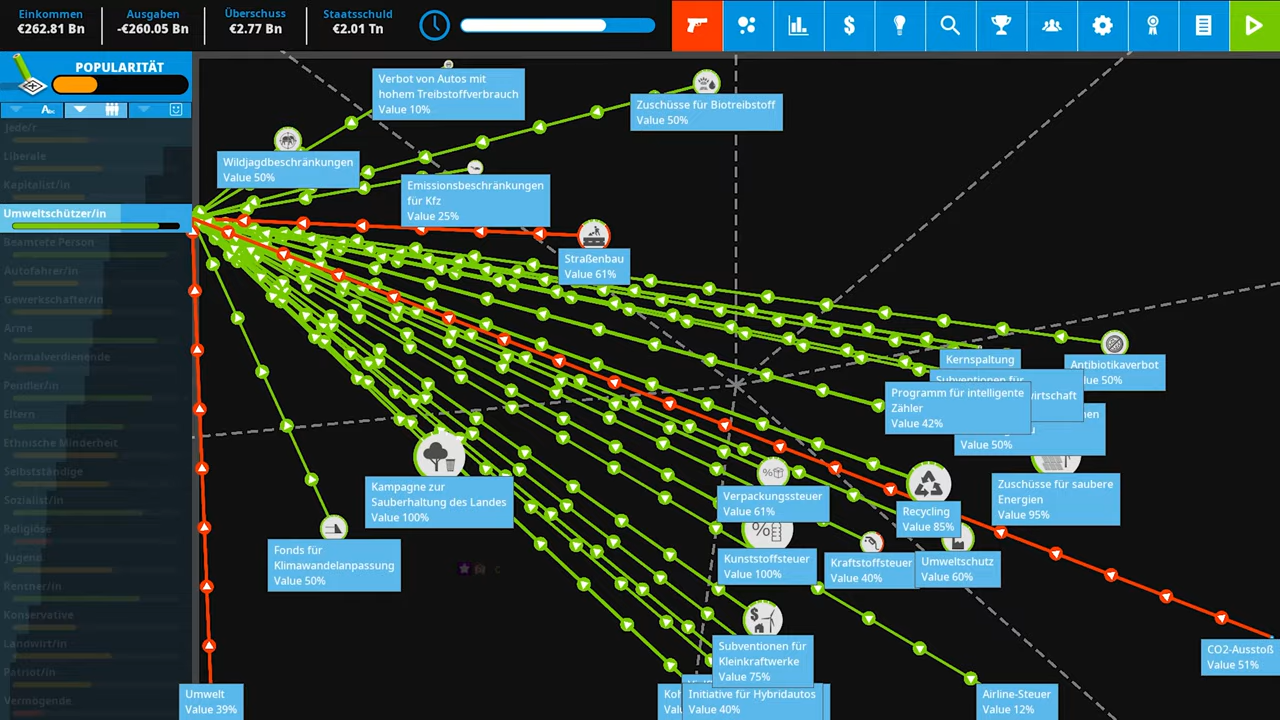 Einkommen
€262.81 Bn
Ausgaben
-€260.05 Bn
Überschuss
€2.77 Bn
Staatsschuld
€2.01 Tn
POPULARITÄT
Jede/r...
Liberale
Kapitalist/in
Umweltschützer/in
Beamtete Person
Autofahrer/in
Gewerkschafter/in
Arme
Normalverdienende
Pendler/in
Eltern
Ethnische Minderheit
Selbstständige
Sozialist/in
Religiöse
Jugend
Rentner/in
Konservative
Landwirt/in
Patriot/in
Vermögende
Verbot von Autos mit
hohem Treibstoffverbrauch
Value 10%
Zuschüsse für Biotreibstoff
Value 50%
Wildjagdbeschränkungen
Value 50%
Emissionsbeschränkungen
für Kfz
Value 25%
Straßenbau
Value 61%
Kernspaltung
Antibiotikaverbot
50%
Subventionen für
wirtschaft
Programm für intelligente
Zähler
Value 42%
en
Value 50%
Zuschüsse für saubere
Energien
Value 95%
Kampagne zur
Sauberhaltung des Landes
Value 100%
Verpackungssteuer
Value 61%
Recycling
Value 85%
Fonds für
Klimawandelanpassung
Value 50%
Kunststoffsteuer
Value 100%
Kraftstoffsteuer
Value 40%
Umweltschutz
Value 60%
Subventionen für
Kleinkraftwerke
Value 75%
CO2-Ausstoß
Value 51%
Umwelt
Value 39%
Initiative für Hybridautos
Value 40%
Airline-Steuer
Value 12%